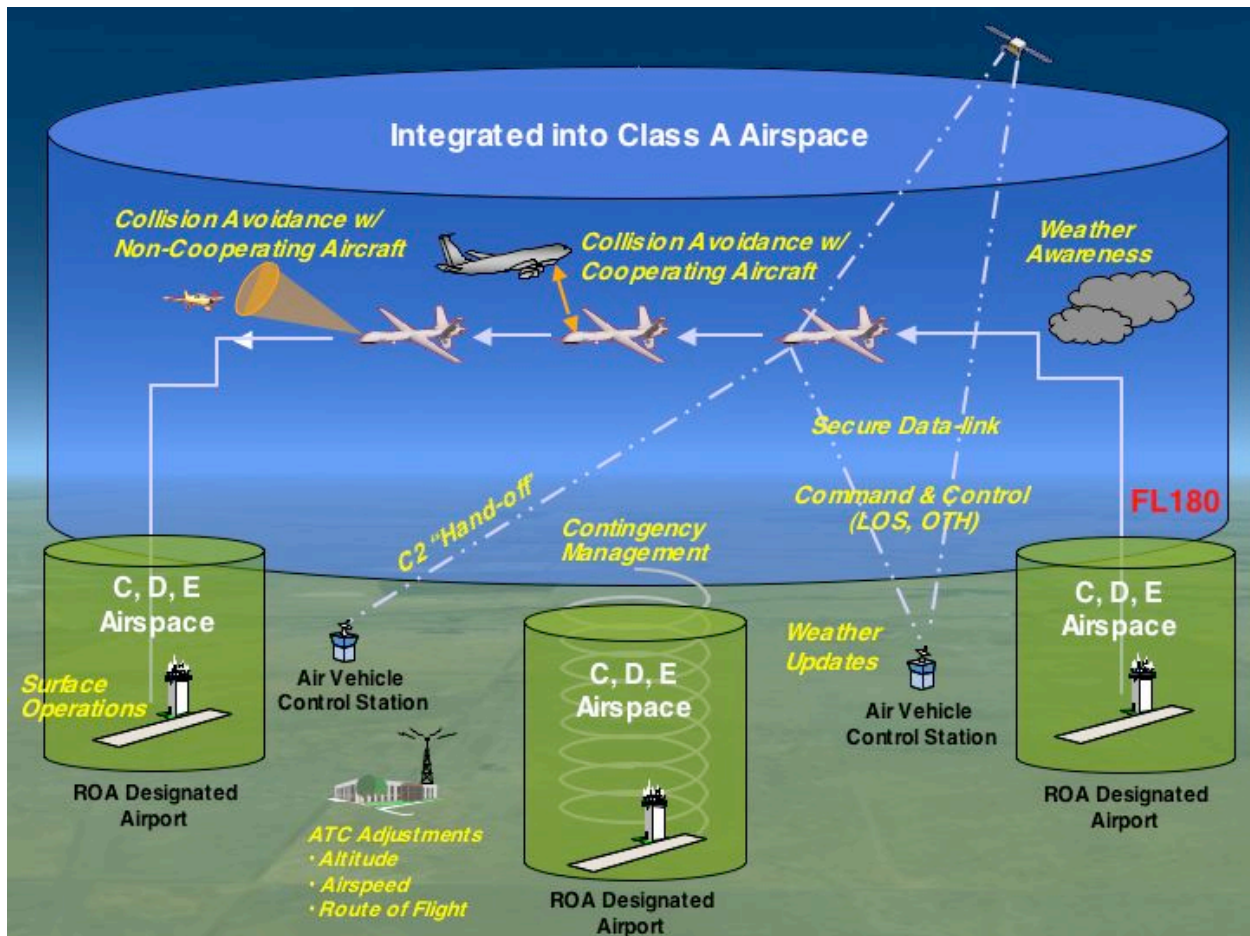 Integrated into Class A Airspace
Collision Avoidance w/
Non-Cooperating Aircraft
Collision Avoidance w/
Cooperating Aircraft
Weather
Awareness
Secure Data-link
Command & Control
(LOS, OTH)
FL180
C2 “Hand-off”
Contingency
Management
C, D, E
Airspace
Surface
Operations
ROA Designated
Airport
Air Vehicle
Control Station
ATC Adjustments
• Altitude
• Airspeed
• Route of Flight
C, D, E
Airspace
ROA Designated
Airport
Weather
Updates
Air Vehicle
Control Station
C, D, E
Airspace
ROA Designated
Airport